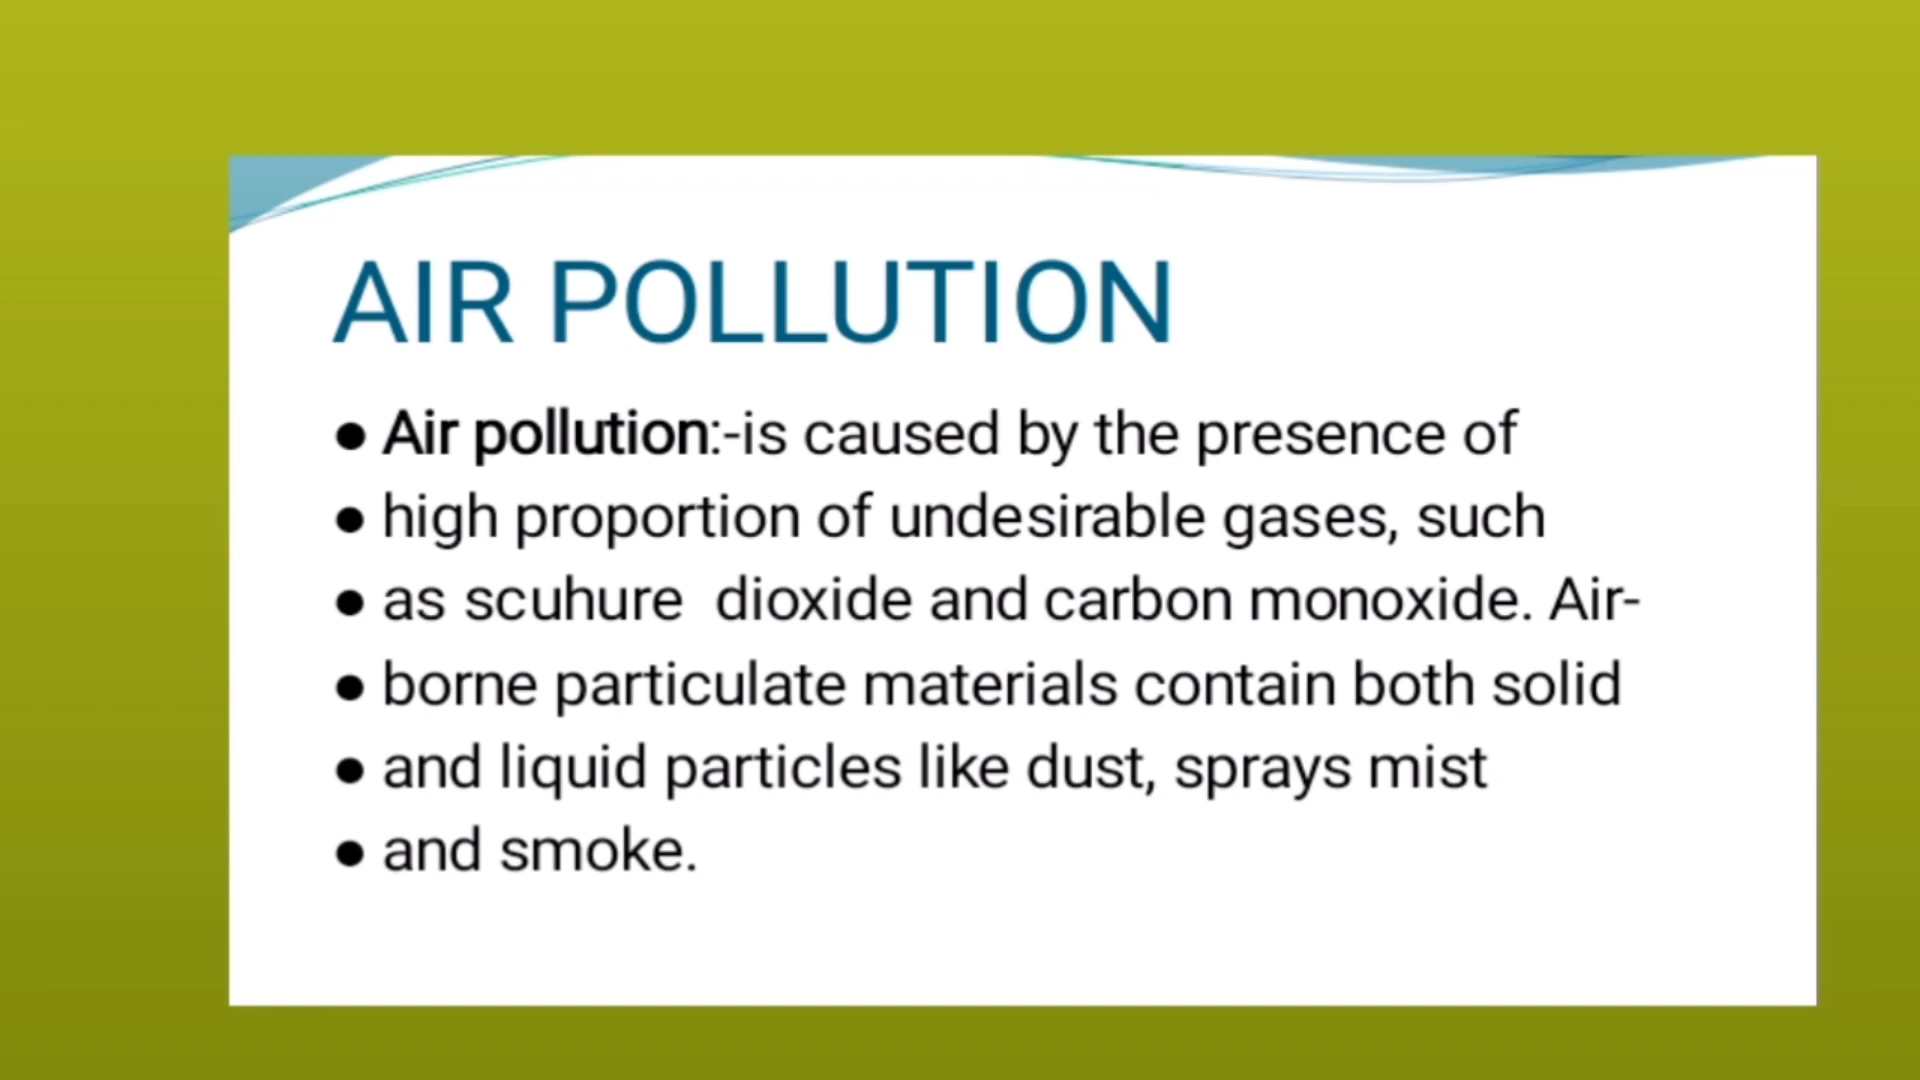 AIR POLLUTION
● Air pollution:-is caused by the presence of
● high proportion of undesirable gases, such
● as scuhure  dioxide and carbon monoxide. Air-
● borne particulate materials contain both solid
● and liquid particles like dust, sprays mist
● and smoke.